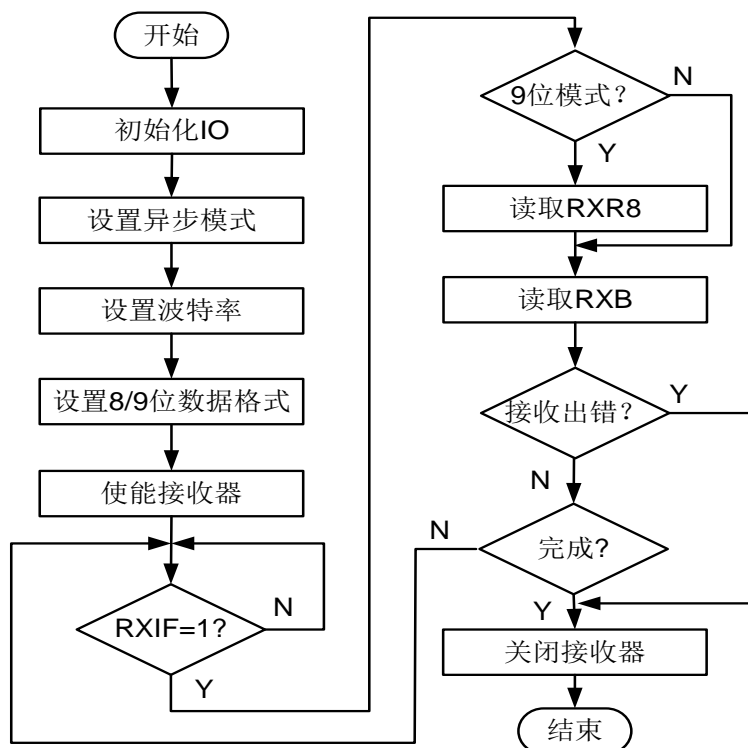 开始
初始化IO
设置异步模式
设置波特率
设置8/9位数据格式
使能接收器
RXIF=1?
N
Y
9位模式?
N
Y
读取RXR8
读取RXB
接收出错?
Y
N
完成?
N
Y
关闭接收器
结束